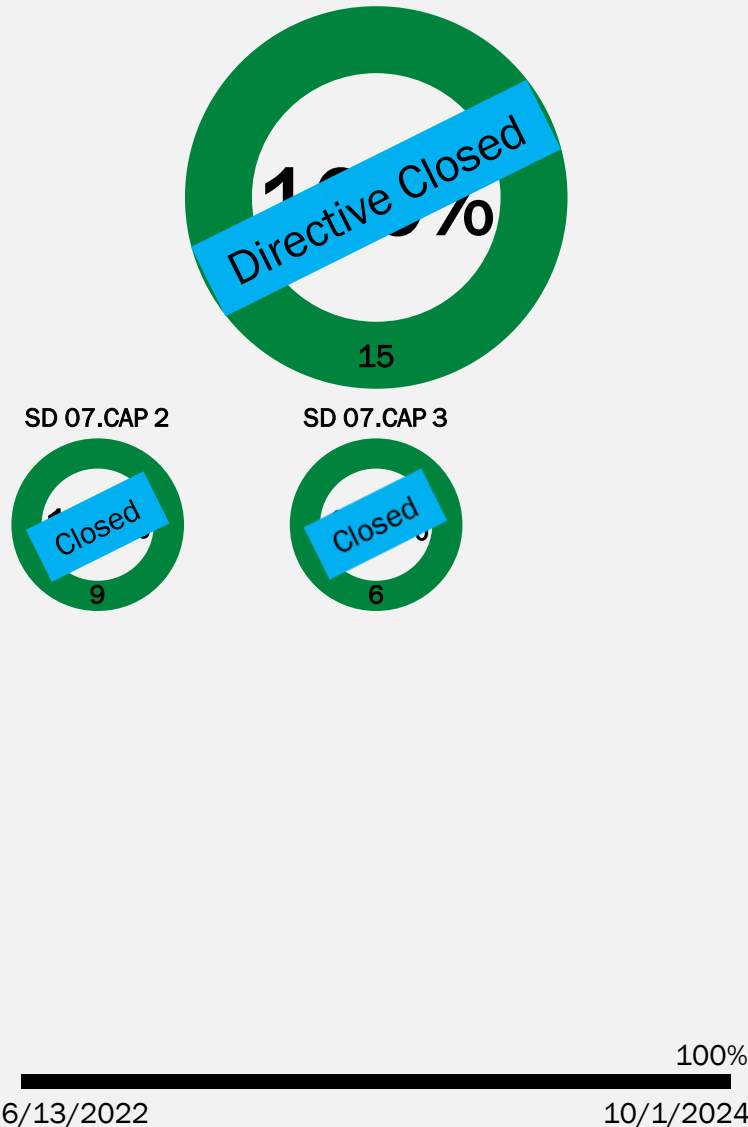 Directive Closed
15
SD 07.CAP 2
SD 07.CAP 3
Closed
Closed
9
6
100%
6/13/2022
10/1/2024